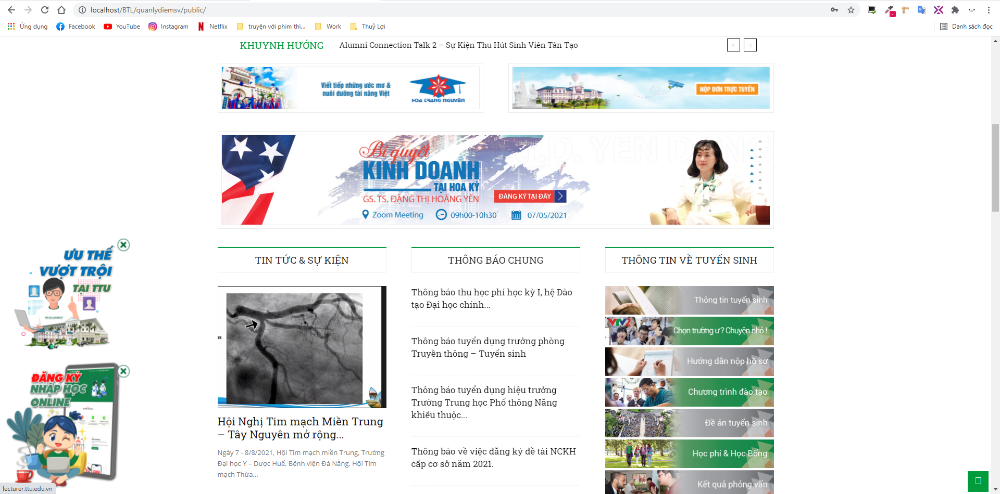 localhost/BTL/quanlydiemsv/public/
Ứng dụng
Facebook
YouTube
Instagram
Netflix
truyện với phim thì...
Work
Thuỷ Lợi
Danh sách đọc
KHUYNH HƯỚNG
Alumni Connection Talk 2 – Sự Kiện Thu Hút Sinh Viên Tân Tạo
Viết tiếp những ước mơ &
nuôi dưỡng tài năng Việt
HOA TRẠNG NGUYÊN
NỘP ĐƠN TRỰC TUYẾN
Bí quyết
KINH DOANH
TẠI HOA KỲ
GS. TS. ĐẶNG THỊ HOÀNG YẾN
ĐĂNG KÝ TẠI ĐÂY
Zoom Meeting
09h00-10h30
07/05/2021
ƯU THẾ
VƯỢT TRỘI
TẠI TTU
ĐĂNG KÝ
NHẬP HỌC
ONLINE
TIN TỨC & SỰ KIỆN
Hội Nghị Tim mạch Miền Trung
– Tây Nguyên mở rộng...
Ngày 7 - 8/8/2021, Hội Tim mạch miền Trung, Trường
Đại học Y – Dược Huế, Bệnh viện Đà Nẵng, Hội Tim
mạch Thừa...
THÔNG BÁO CHUNG
Thông báo thu học phí học kỳ I, hệ Đào
tạo Đại học chính...
Thông báo tuyển dụng trưởng phòng
Truyền thông – Tuyển sinh
Thông báo tuyển dụng hiệu trưởng
Trường Trung học Phổ thông Năng
khiếu thuộc...
Thông báo về việc đăng ký đề tài NCKH
cấp cơ sở năm 2021.
THÔNG TIN VỀ TUYỂN SINH
Thông tin tuyển sinh
VTV2
Chọn trường ư? Chuyện nhỏ !
Hướng dẫn nộp hồ sơ
Chương trình đào tạo
Đề án tuyển sinh
Học phí & Học Bổng
Kết quả phỏng vấn
lecturer.ttu.edu.vn